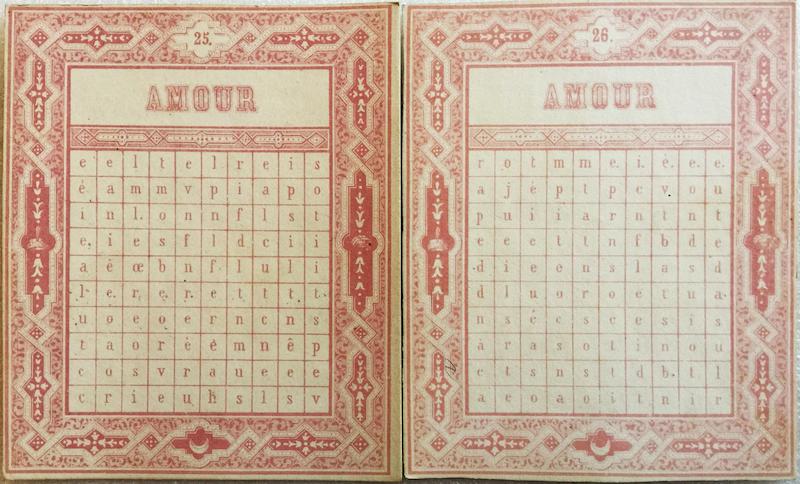 25.
AMOUR
e e l t e l r e i s
é a m m v p i a p o
i n l. o n n f l s t
e i e s f l d c i i
a è œ b n f l u l i
l e. r e r. e t t t t.
u o e o e r n c n s
t a o r é é m n ê p
c o s v r a u e e e
c r i e u h s l s v
26.
AMOUR
r o t m m e. i. è. e e.
a j é p t p c v o u
p u i i a r n t n t
e e c t t n f b d e
d i e e n s l a s d
d l u o r o e t u a
n s é c s c e s i s
à r a s o t i n o u
c t s n s t d b. t l
a e o a o i t n i r